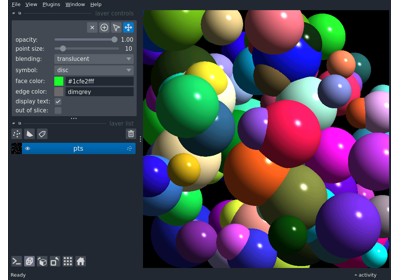 File View Plugins Window Help
layer controls
opacity: 1.00
point size: 10
blending: translucent
symbol: disc
face color: #1cfe2fff
edge color: dimgrey
display text:
out of slice:
layer list
pts
Ready
activity